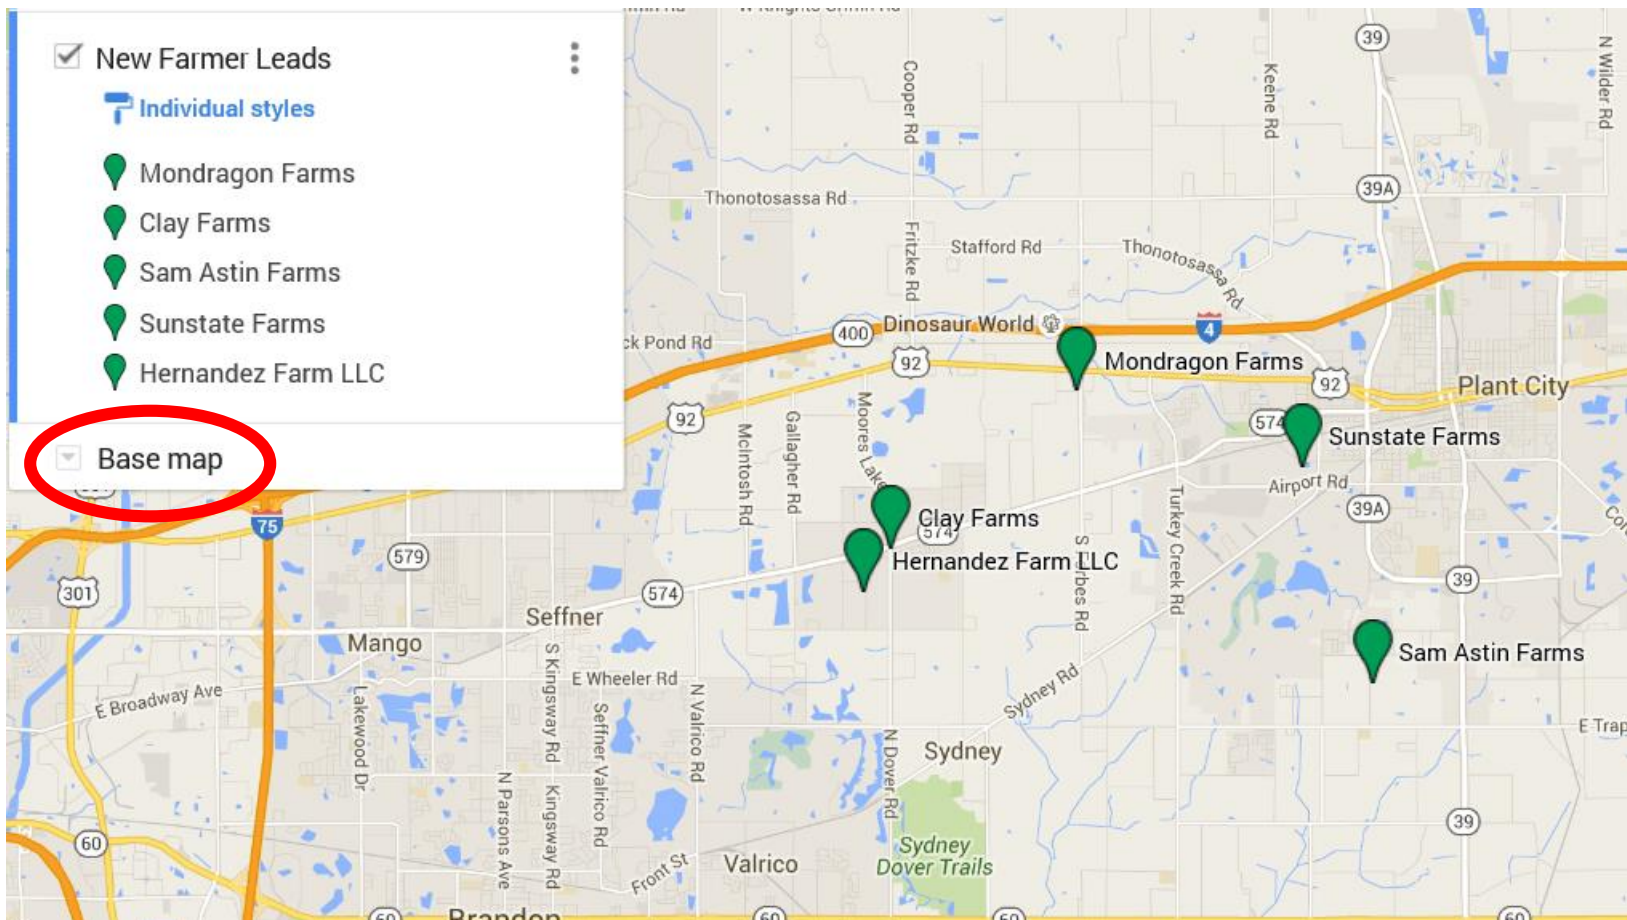 New Farmer Leads
Individual styles
Mondragon Farms
Clay Farms
Sam Astin Farms
Sunstate Farms
Hernandez Farm LLC
Base map
39
N Wilder Rd
Cooper Rd
Keene Rd
39A
Thonotosassa Rd
Fritzke Rd
Stafford Rd
Thonotosassa Rd
400
Dinosaur World
4
ck Pond Rd
92
Mondragon Farms
92
Plant City
92
Moores Lake
Gallagher Rd
McIntosh Rd
574
Sunstate Farms
Airport Rd
39A
Turkey Creek Rd
Clay Farms
574
75
579
Hernandez Farm LLC
S Forbes Rd
301
574
39
Seffner
Mango
Sam Astin Farms
E Wheeler Rd
S Kingsway Rd
N Valrico Rd
Sydney Rd
E Broadway Ave
Lakewood Dr
Seffner Valrico Rd
E Trap
N Dover Rd
Sydney
N Parsons Ave
Kingsway Rd
39
60
Sydney
Dover Trails
Valrico
Front St
60
Brandon
60
60
60